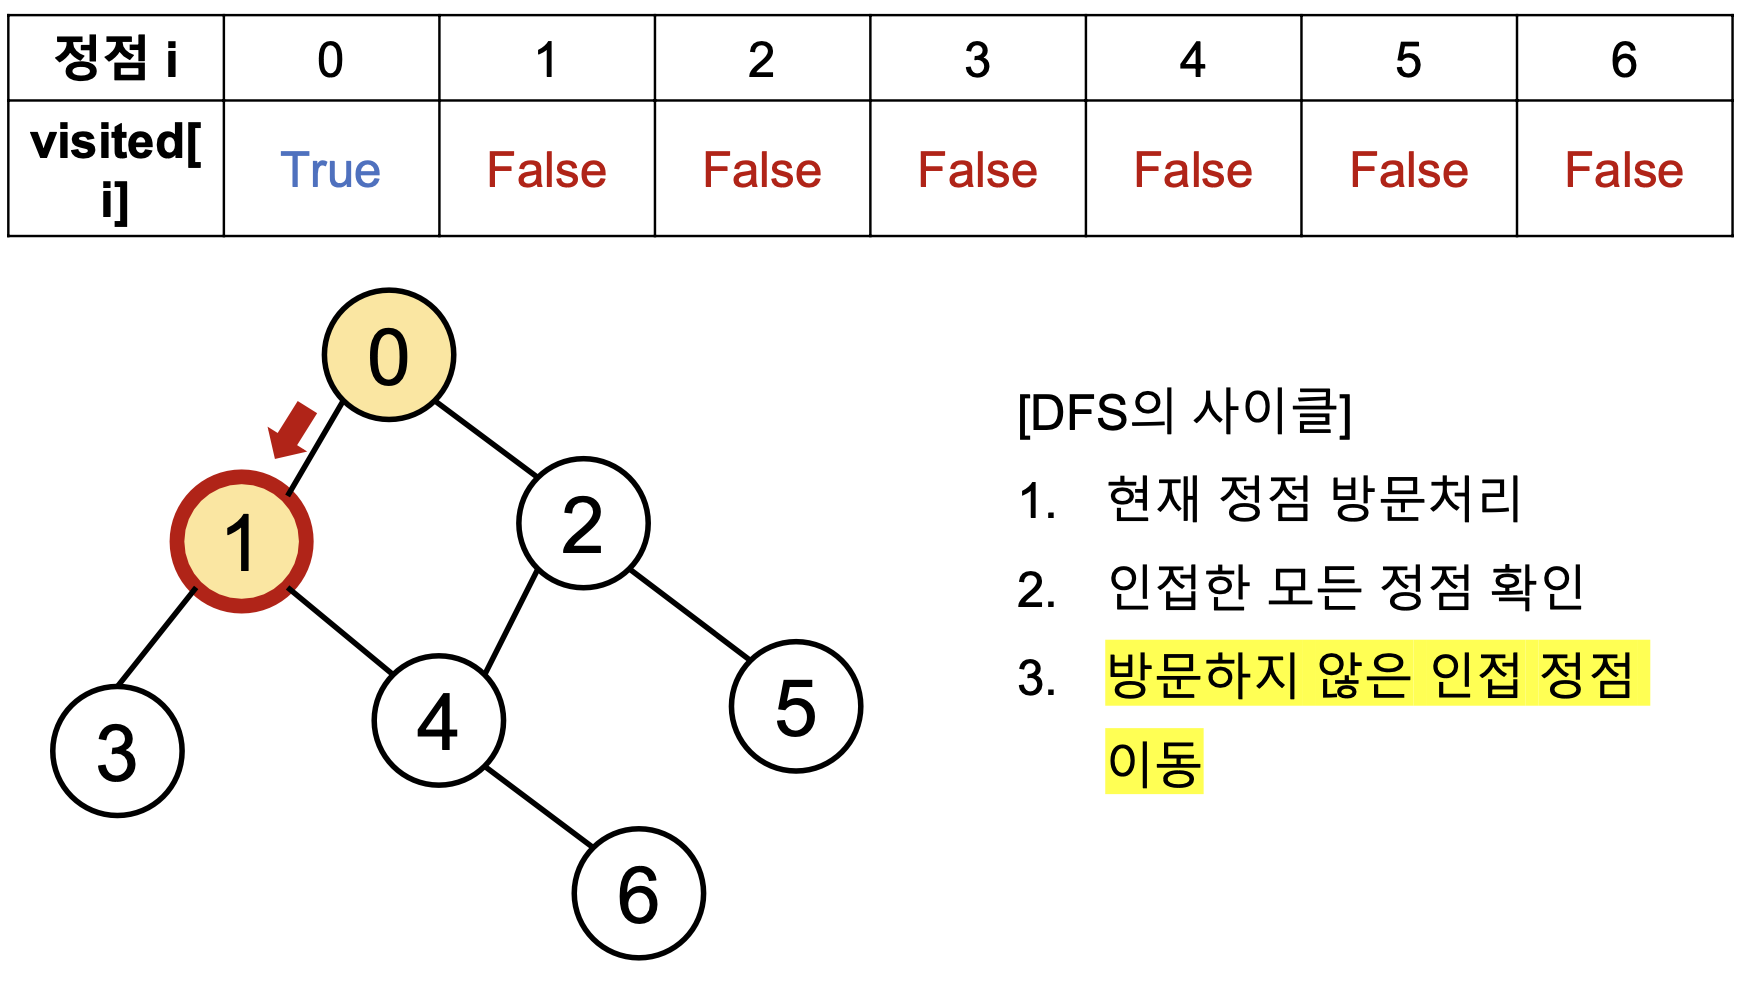 정점 i 0 1 2 3 4 5 6
visited[
i] True False False False False False False
0
1
2
3
4
5
6
[DFS의 사이클]
1. 현재 정점 방문처리
2. 인접한 모든 정점 확인
3. 방문하지 않은 인접 정점
이동